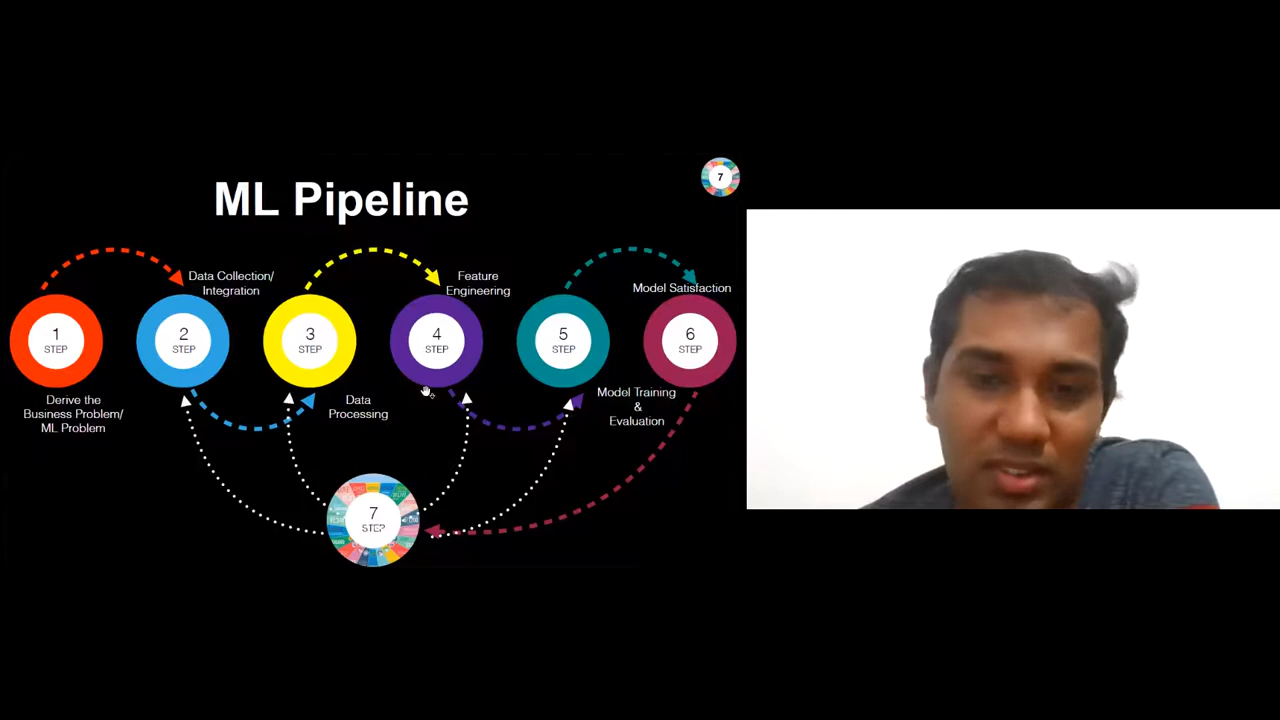 ML Pipeline
7
Data Collection/
Integration
Feature
Engineering
Model Satisfaction
1
STEP
2
STEP
3
STEP
4
STEP
5
STEP
6
STEP
Derive the
Business Problem/
ML Problem
Data
Processing
Model Training
&
Evaluation
7
STEP